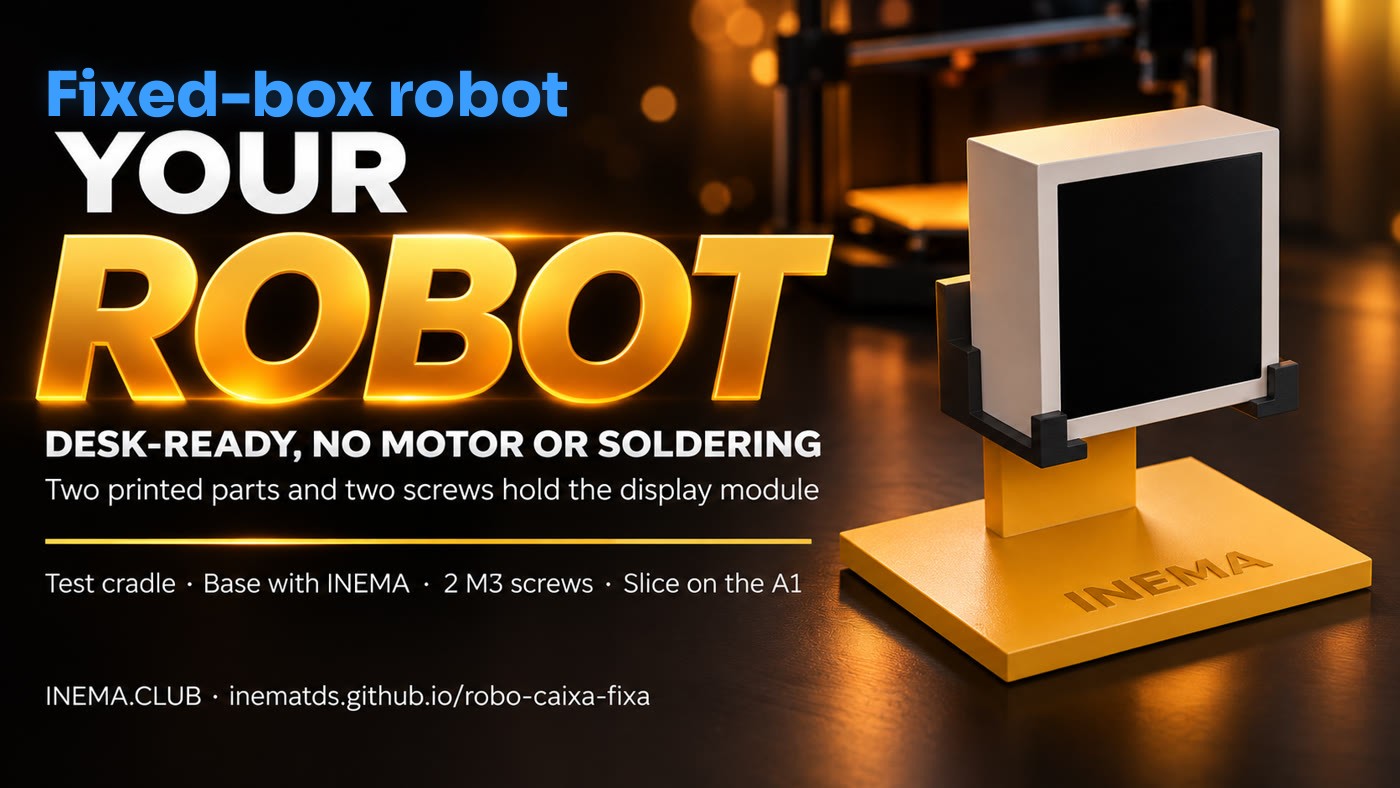 Fixed-box robot
YOUR
ROBOT
DESK-READY, NO MOTOR OR SOLDERING
Two printed parts and two screws hold the display module
Test cradle · Base with INEMA · 2 M3 screws · Slice on the A1
INEMA.CLUB · inematds.github.io/robo-caixa-fixa
INEMA